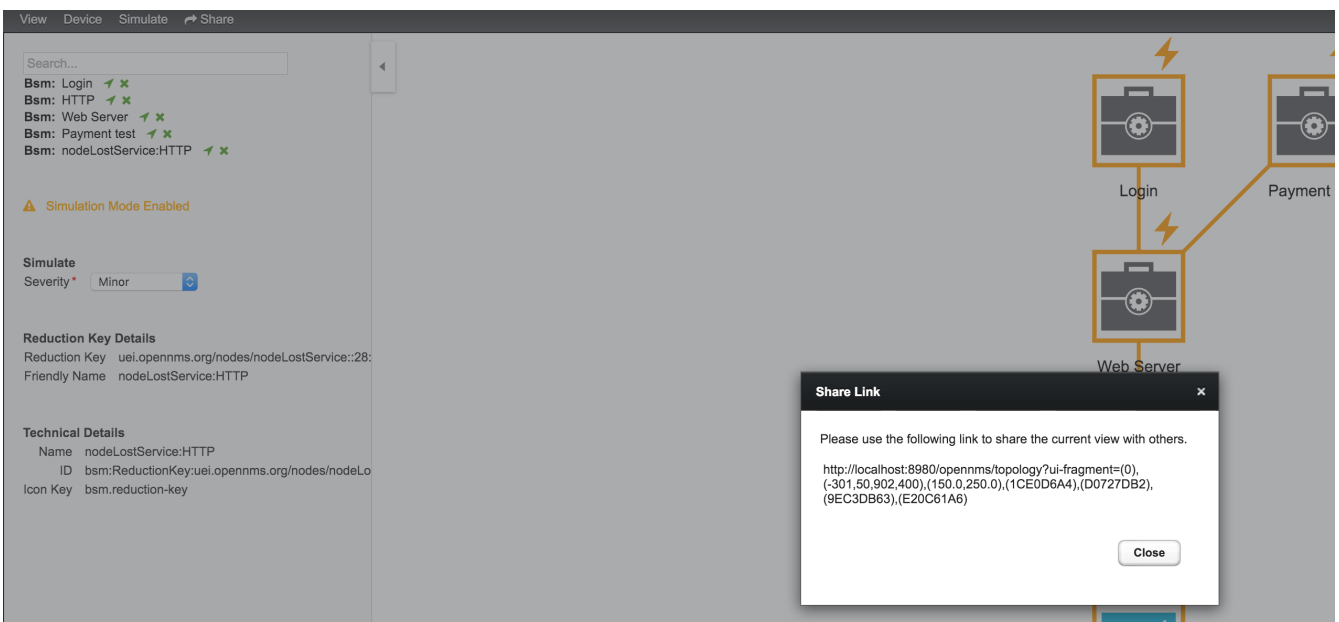 View Device Simulate Share
Search...
Bsm: Login
Bsm: HTTP
Bsm: Web Server
Bsm: Payment test
Bsm: nodeLostService:HTTP
Simulation Mode Enabled
Simulate
Severity* Minor
Reduction Key Details
Reduction Key uei.opennms.org/nodes/nodeLostService::28:
Friendly Name nodeLostService:HTTP
Technical Details
Name nodeLostService:HTTP
ID bsm:ReductionKey:uei.opennms.org/nodes/nodeLo
Icon Key bsm.reduction-key
Login
Payment
Web Server
Share Link ×
Please use the following link to share the current view with others.
http://localhost:8980/opennms/topology?ui-fragment=(0),
(-301,50,902,400),(150.0,250.0),(1CE0D6A4),(D0727DB2),
(9EC3DB63),(E20C61A6)
Close